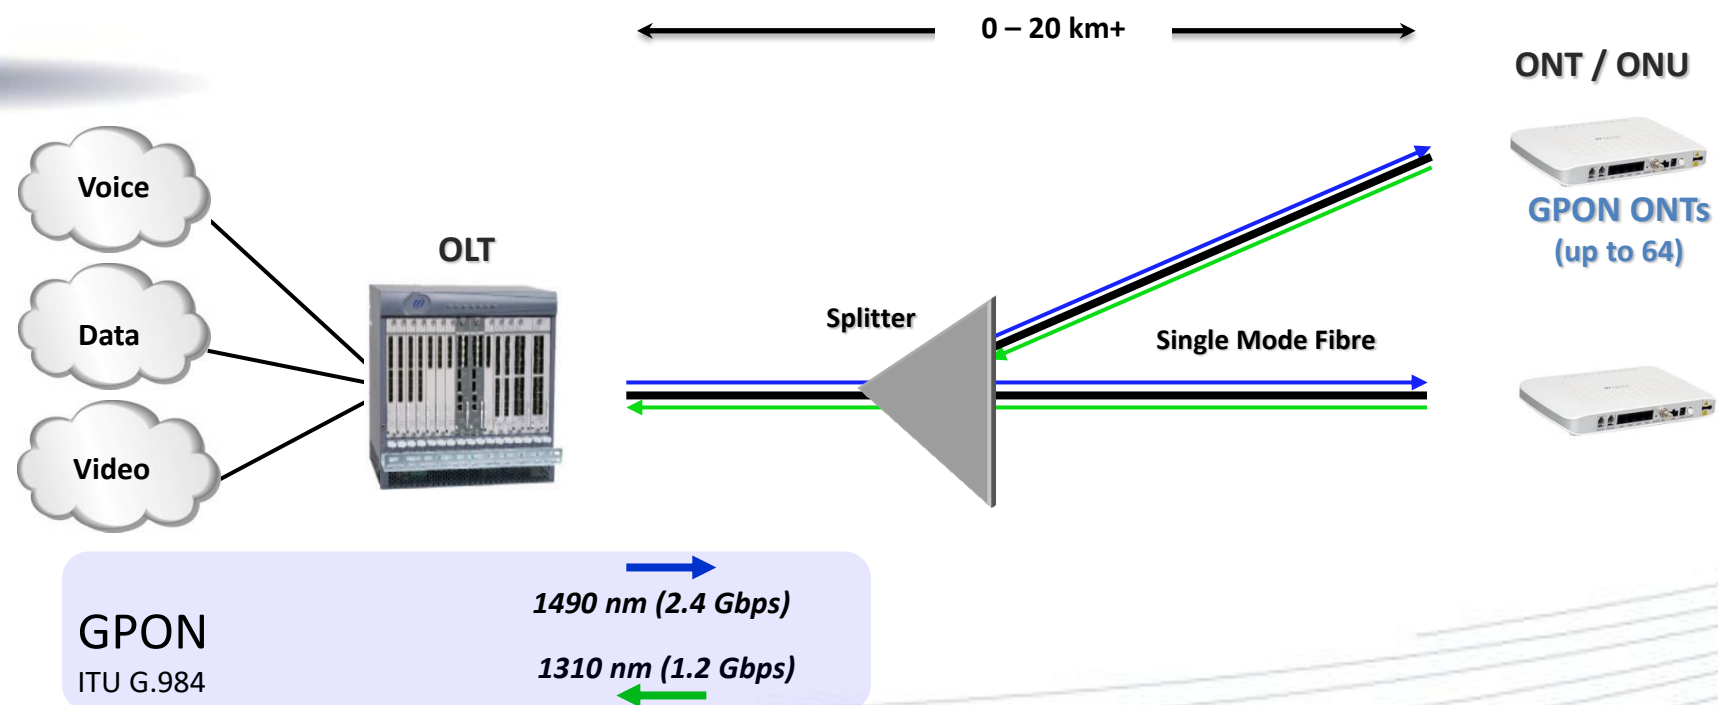 0 – 20 km+
ONT / ONU
Voice
GPON ONTs
(up to 64)
OLT
Data
Splitter
Single Mode Fibre
Video
1490 nm (2.4 Gbps)
GPON
1310 nm (1.2 Gbps)
ITU G.984